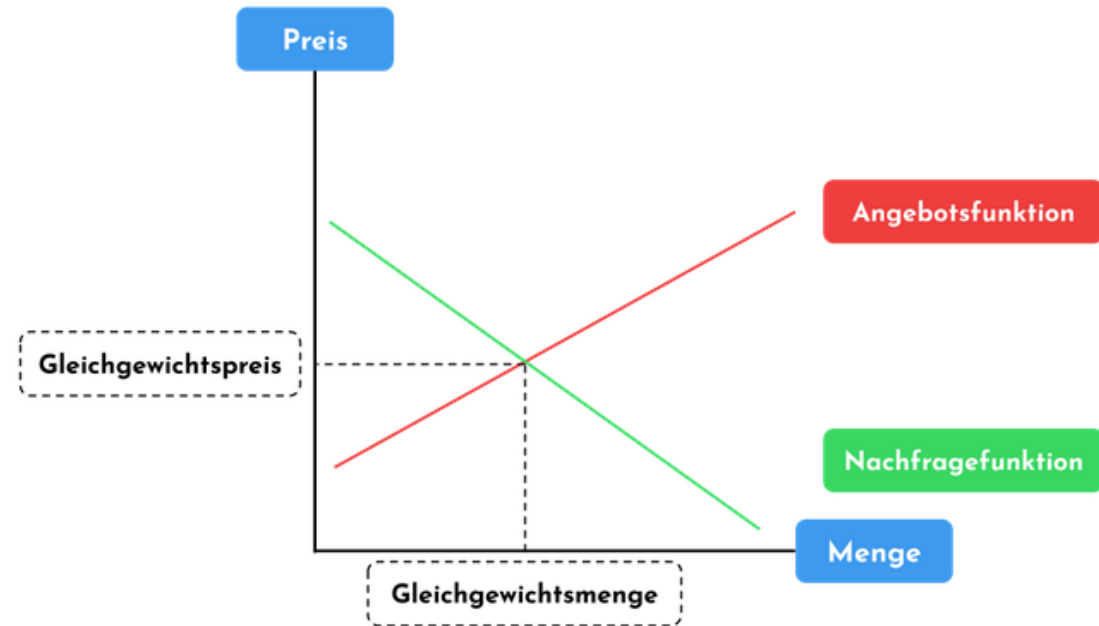 Preis
Angebotsfunktion
Gleichgewichtspreis
Nachfragefunktion
Menge
Gleichgewichtsmenge